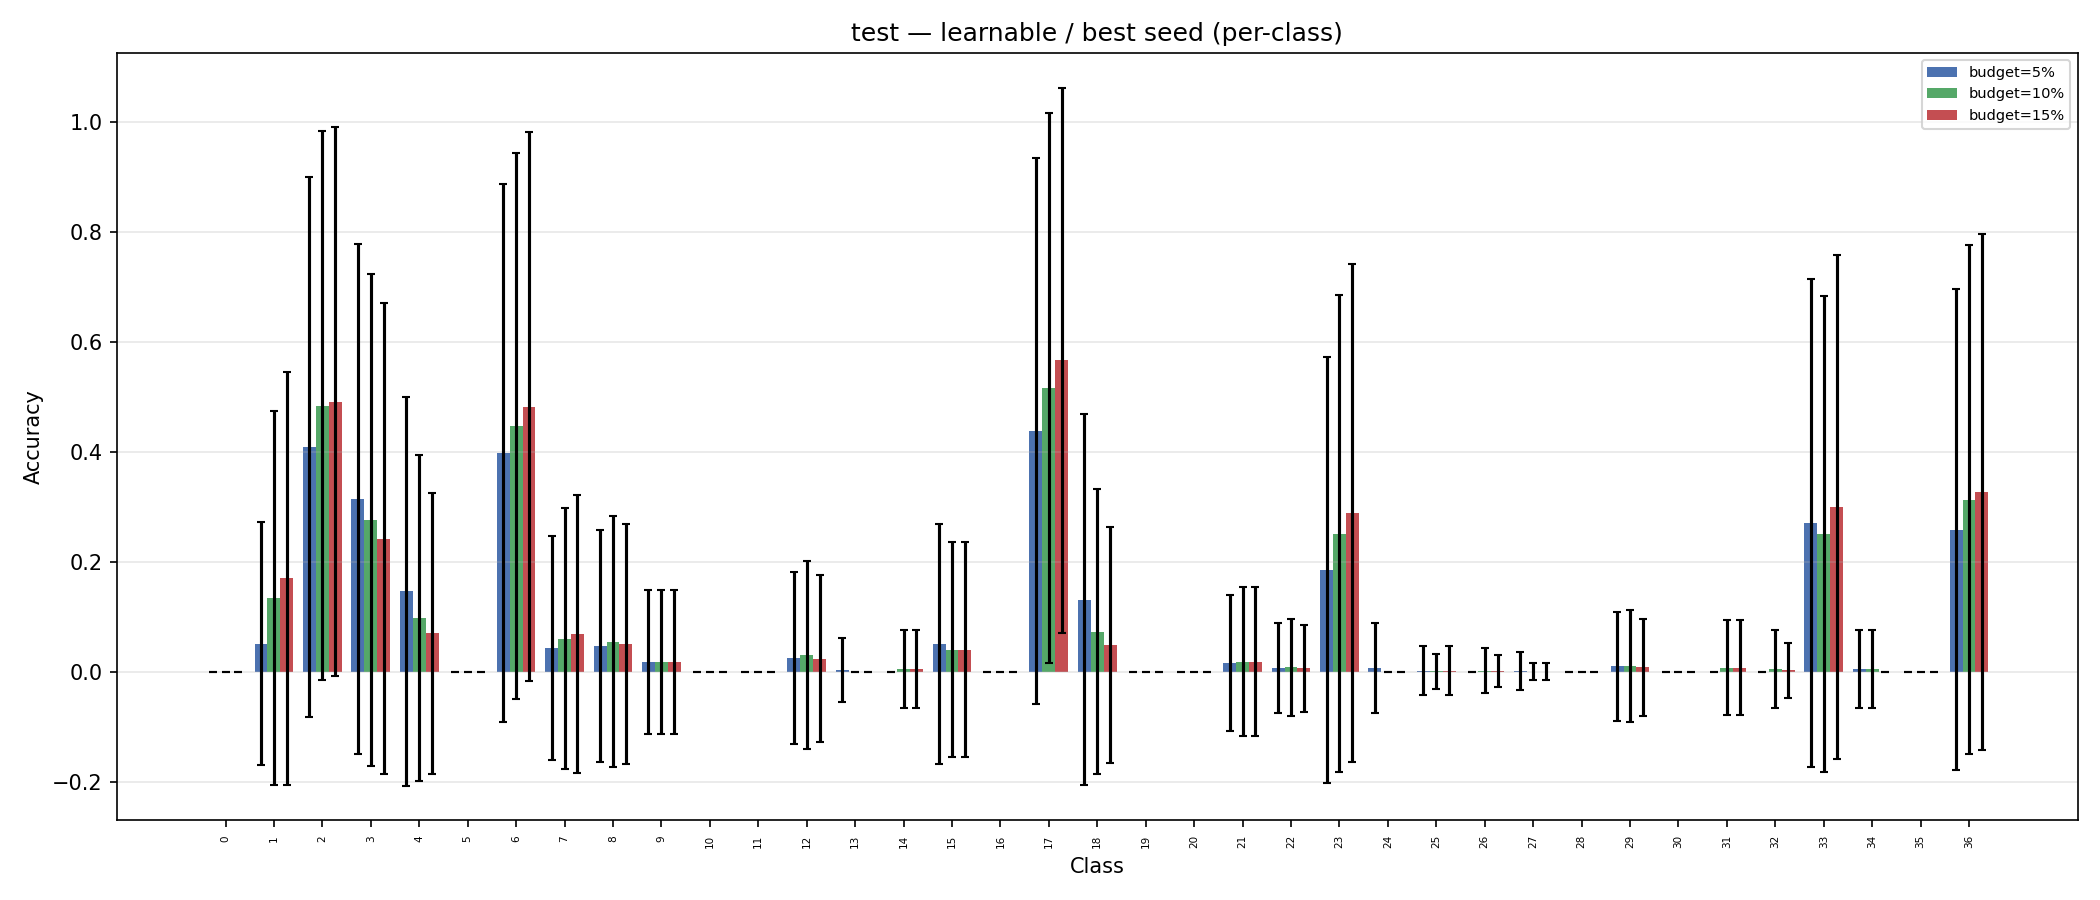 test — learnable / best seed (per-class)
budget=5%
budget=10%
budget=15%
Accuracy
1.0
0.8
0.6
0.4
0.2
0.0
−0.2
0 1 2 3 4 5 6 7 8 9 10 11 12 13 14 15 16 17 18 19 20 21 22 23 24 25 26 27 28 29 30 31 32 33 34 35 36
Class